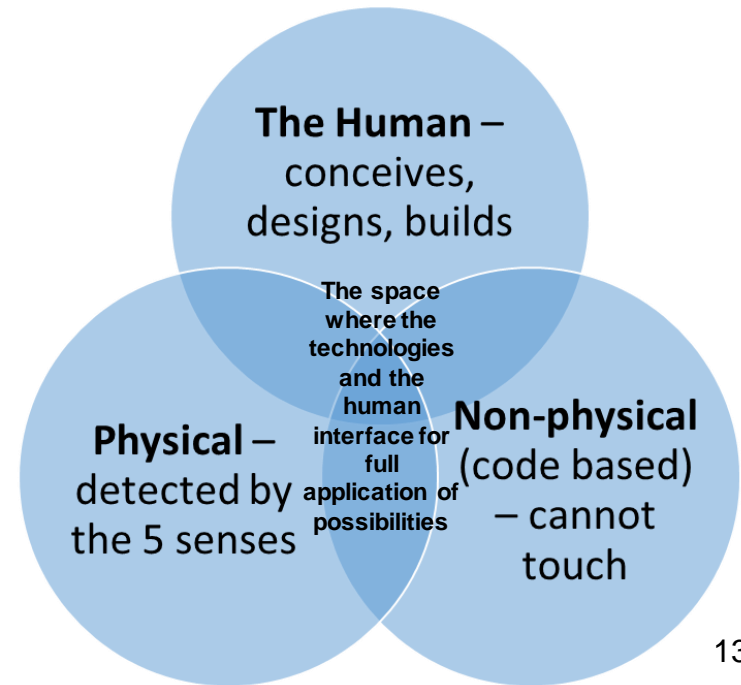 The Human –
conceives,
designs, builds
The space
where the
technologies
and the
human
interface for
full
application of
possibilities
Physical –
detected by
the 5 senses
Non-physical
(code based)
– cannot
touch
13